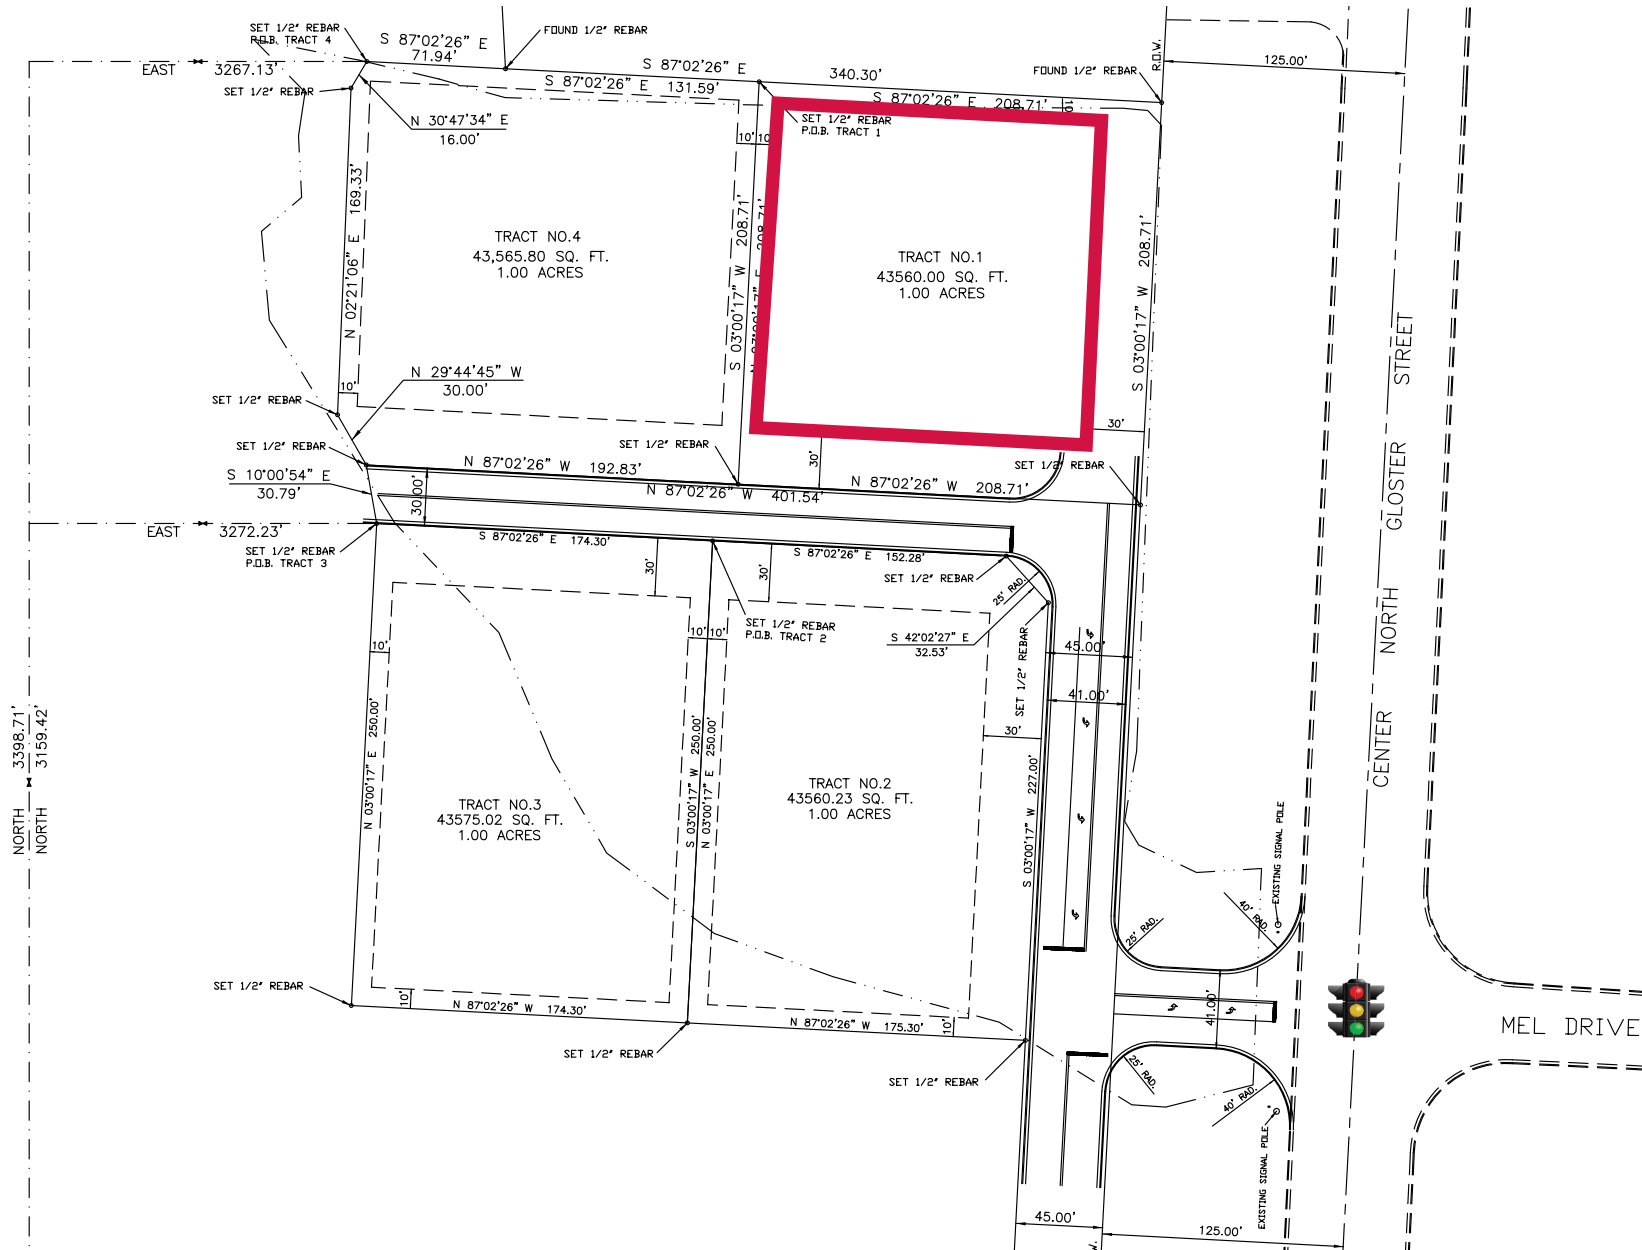 SET 1/2" REBAR
P.O.B. TRACT 4
S 87°02'26" E
71.94'
FOUND 1/2" REBAR
S 87°02'26" E
340.30'
FOUND 1/2" REBAR
R.O.W.
125.00'
EAST
3267.13'
SET 1/2" REBAR
S 87°02'26" E 131.59'
S 87°02'26" E 208.71'
10'
N 30°47'34" E
16.00'
SET 1/2" REBAR
P.O.B. TRACT 1
10'
10'
N 02°21'06" E 169.33'
S 03°00'17" W 208.71'
S 03°00'17" W 208.71'
TRACT NO.4
43,565.80 SQ. FT.
1.00 ACRES
TRACT NO.1
43560.00 SQ. FT.
1.00 ACRES
N 29°44'45" W
30.00'
10'
SET 1/2" REBAR
30'
SET 1/2" REBAR
SET 1/2" REBAR
30'
SET 1/2" REBAR
N 87°02'26" W 192.83'
N 87°02'26" W 401.54'
N 87°02'26" W 208.71'
S 10°00'54" E
30.79'
30.00'
CENTER NORTH GLOSTER STREET
EAST
3272.23'
SET 1/2" REBAR
P.O.B. TRACT 3
S 87°02'26" E 174.30'
S 87°02'26" E 152.28'
30'
30'
SET 1/2" REBAR
25' RAD.
SET 1/2" REBAR
P.O.B. TRACT 2
S 42°02'27" E
32.53'
SET 1/2" REBAR
10'
10'
10'
45.00'
41.00'
30'
N 03°00'17" E 250.00'
S 03°00'17" W 250.00'
N 03°00'17" E 250.00'
S 03°00'17" W 227.00'
NORTH 3398.71'
NORTH 3159.42'
TRACT NO.3
43575.02 SQ. FT.
1.00 ACRES
TRACT NO.2
43560.23 SQ. FT.
1.00 ACRES
EXISTING SIGNAL POLE
25' RAD.
40' RAD.
SET 1/2" REBAR
10'
N 87°02'26" W 174.30'
N 87°02'26" W 175.30'
10'
41.00'
MEL DRIVE
SET 1/2" REBAR
SET 1/2" REBAR
25' RAD.
40' RAD.
EXISTING SIGNAL POLE
45.00'
125.00'